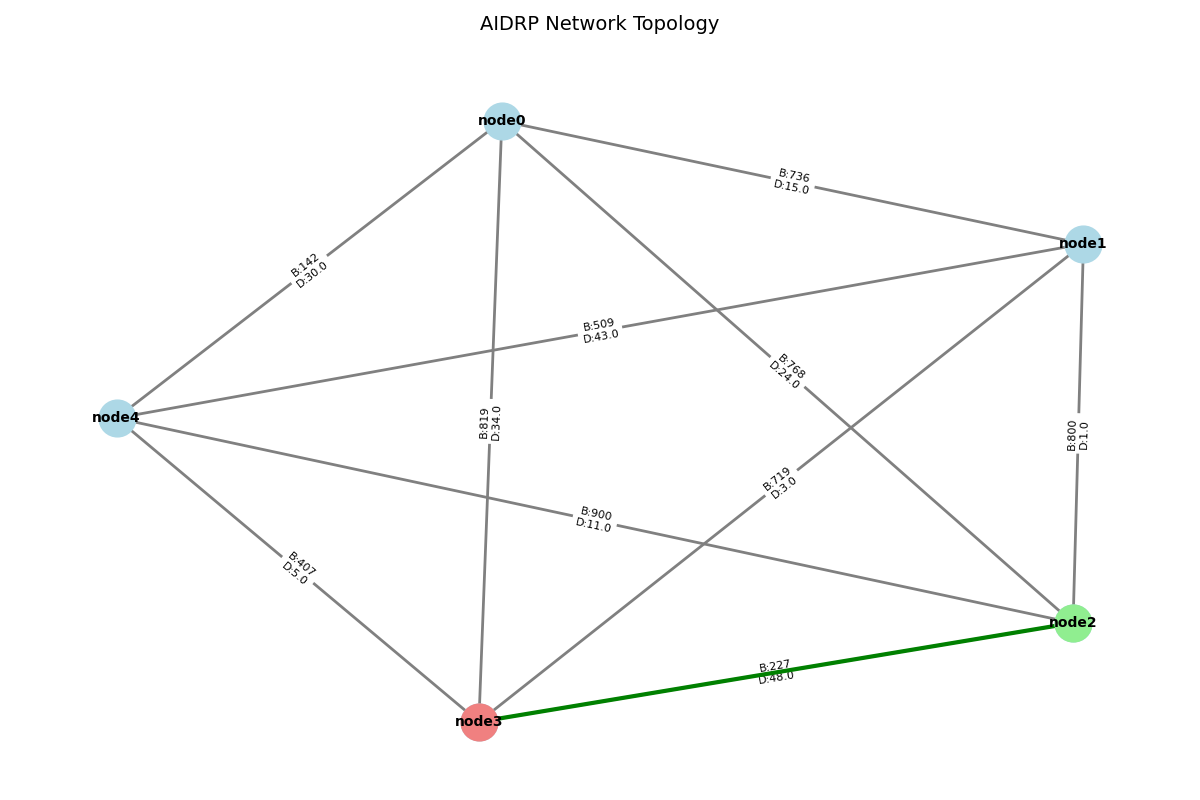 AIDRP Network Topology
node0
B:736
D:15.0
node1
B:142
D:30.0
B:509
D:43.0
B:768
D:24.0
node4
B:819
D:34.0
B:800
D:1.0
B:719
D:3.0
B:900
D:11.0
B:407
D:5.0
node2
B:227
D:48.0
node3